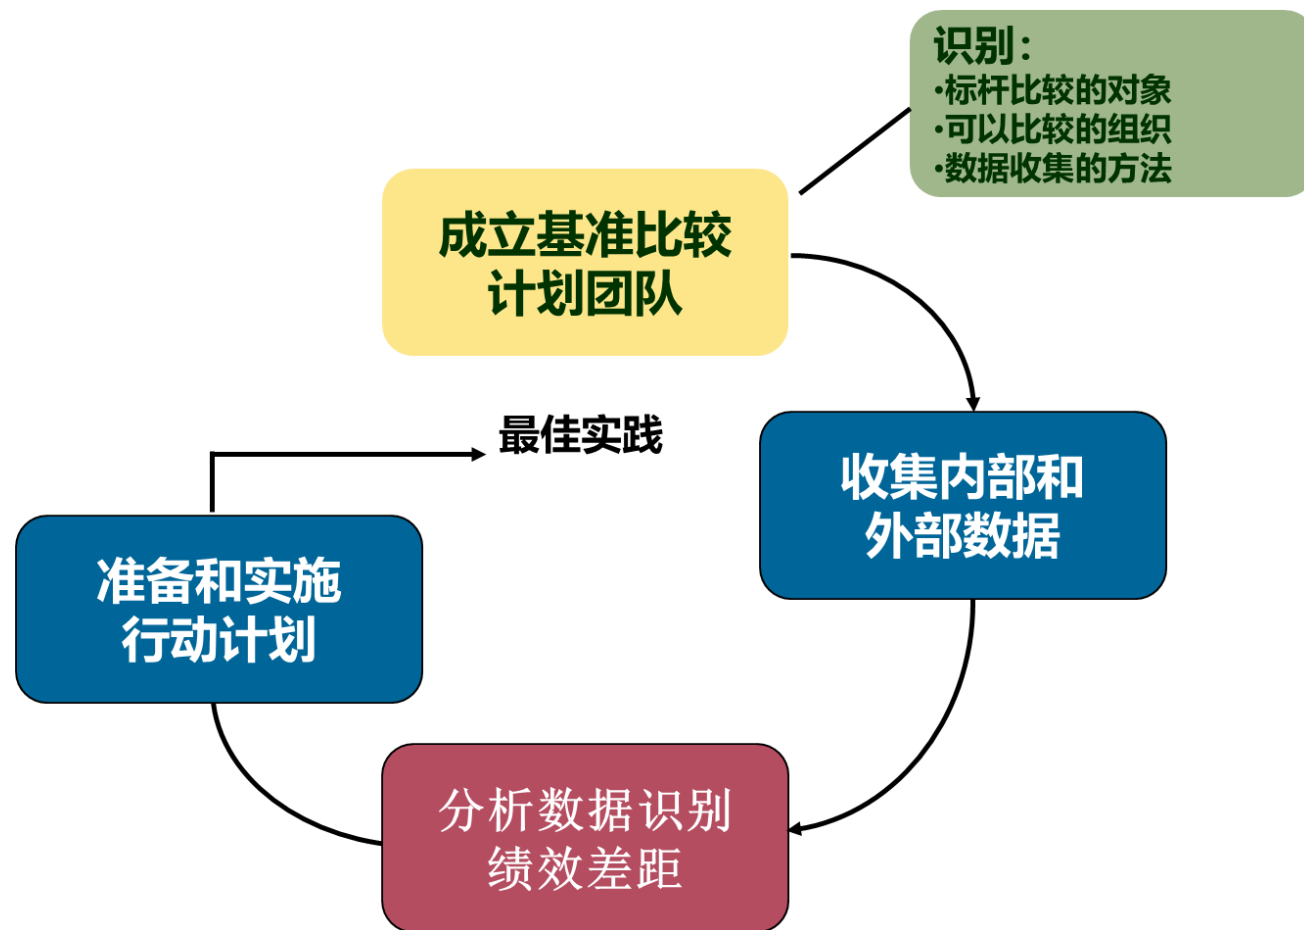 识别：
•标杆比较的对象
•可以比较的组织
•数据收集的方法
成立基准比较
计划团队
最佳实践
收集内部和
外部数据
准备和实施
行动计划
分析数据识别
绩效差距